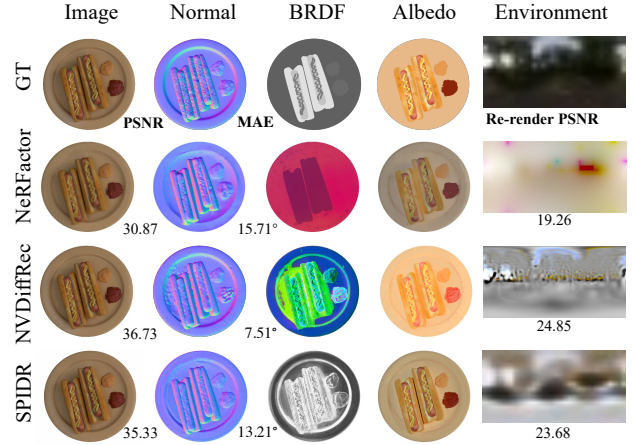 Image Normal BRDF Albedo Environment
GT
PSNR MAE Re-render PSNR
NeRFactor
30.87 15.71° 19.26
NVDiffRec
36.73 7.51° 24.85
SPIDR
35.33 13.21° 23.68